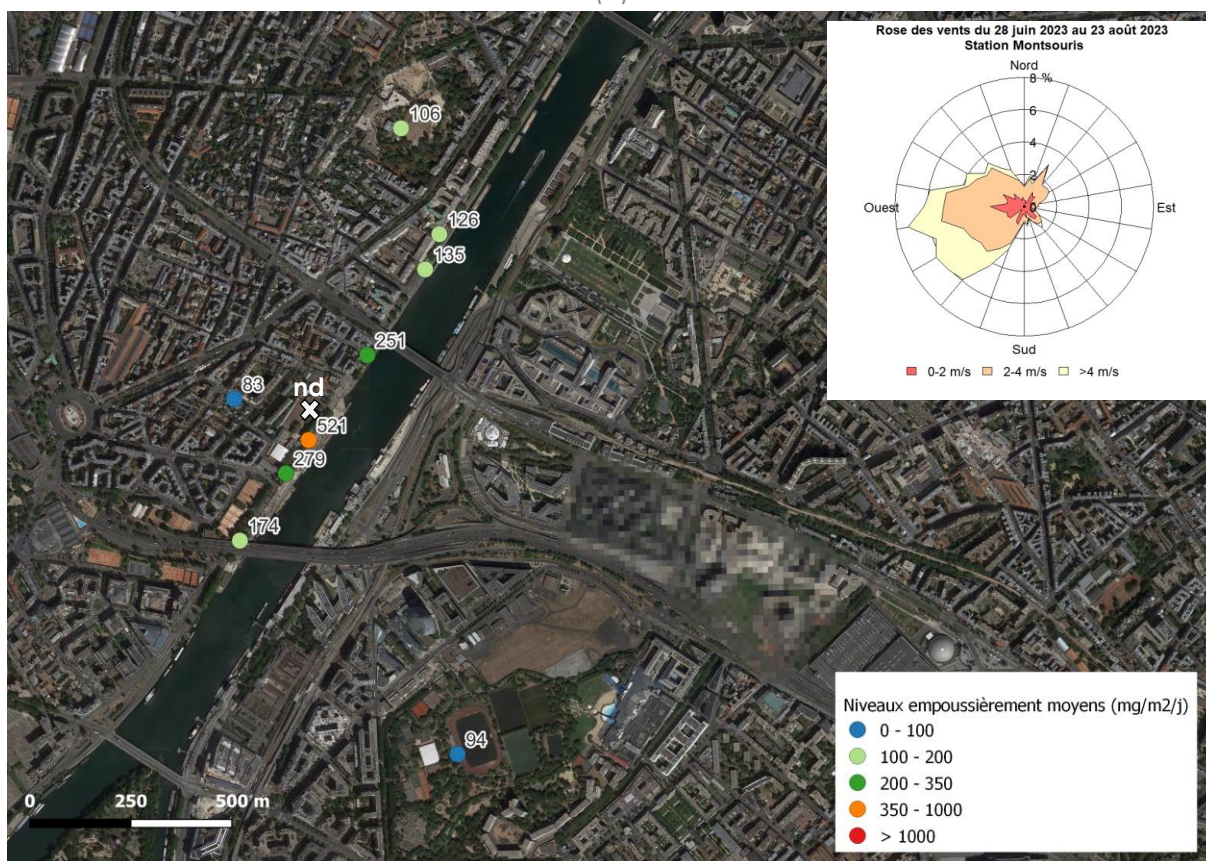 Rose des vents du 28 juin 2023 au 23 août 2023
Station Montsouris
Nord
8 %
6
4
2
0
Ouest
Est
Sud
0-2 m/s
2-4 m/s
>4 m/s
106
126
135
251
83
nd
521
279
174
94
Niveaux empoussièrement moyens (mg/m2/j)
0 - 100
100 - 200
200 - 350
350 - 1000
> 1000
0
250
500 m